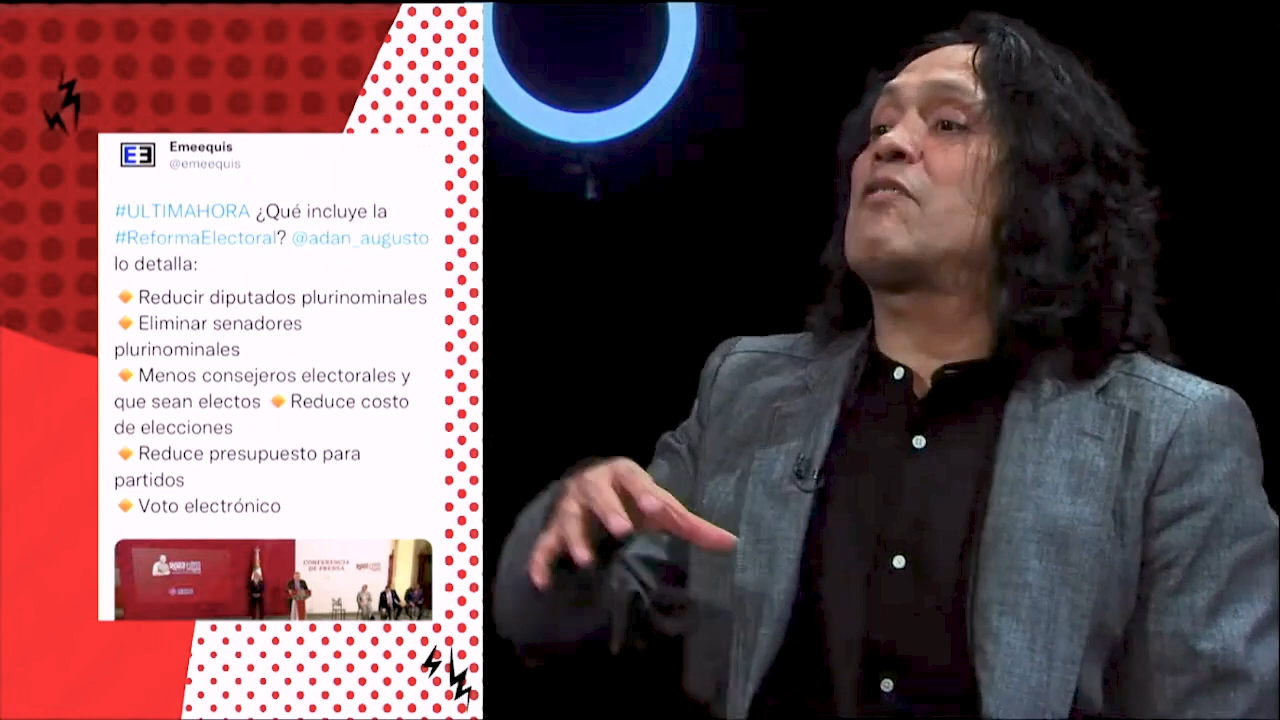 Emeequis
@emeequis
#ULTIMAHORA ¿Qué incluye la
#ReformaElectoral? @adan_augusto
lo detalla:
Reducir diputados plurinominales
Eliminar senadores
plurinominales
Menos consejeros electorales y
que sean electos 🔸 Reduce costo
de elecciones
Reduce presupuesto para
partidos
Voto electrónico
CONFERENCIA
DE PRENSA